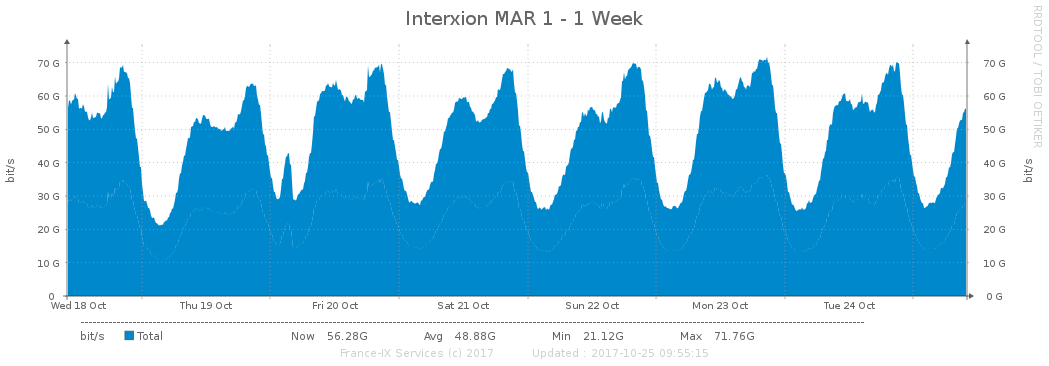 Interxion MAR 1 - 1 Week
RRDTOOL / TOBI OETIKER
bit/s
70 G
60 G
50 G
40 G
30 G
20 G
10 G
0
70 G
60 G
50 G
40 G
30 G
20 G
10 G
0 G
bit/s
Wed 18 Oct Thu 19 Oct Fri 20 Oct Sat 21 Oct Sun 22 Oct Mon 23 Oct Tue 24 Oct
bit/s Total Now 56.28G Avg 48.88G Min 21.12G Max 71.76G
France-IX Services (c) 2017 Updated : 2017-10-25 09:55:15